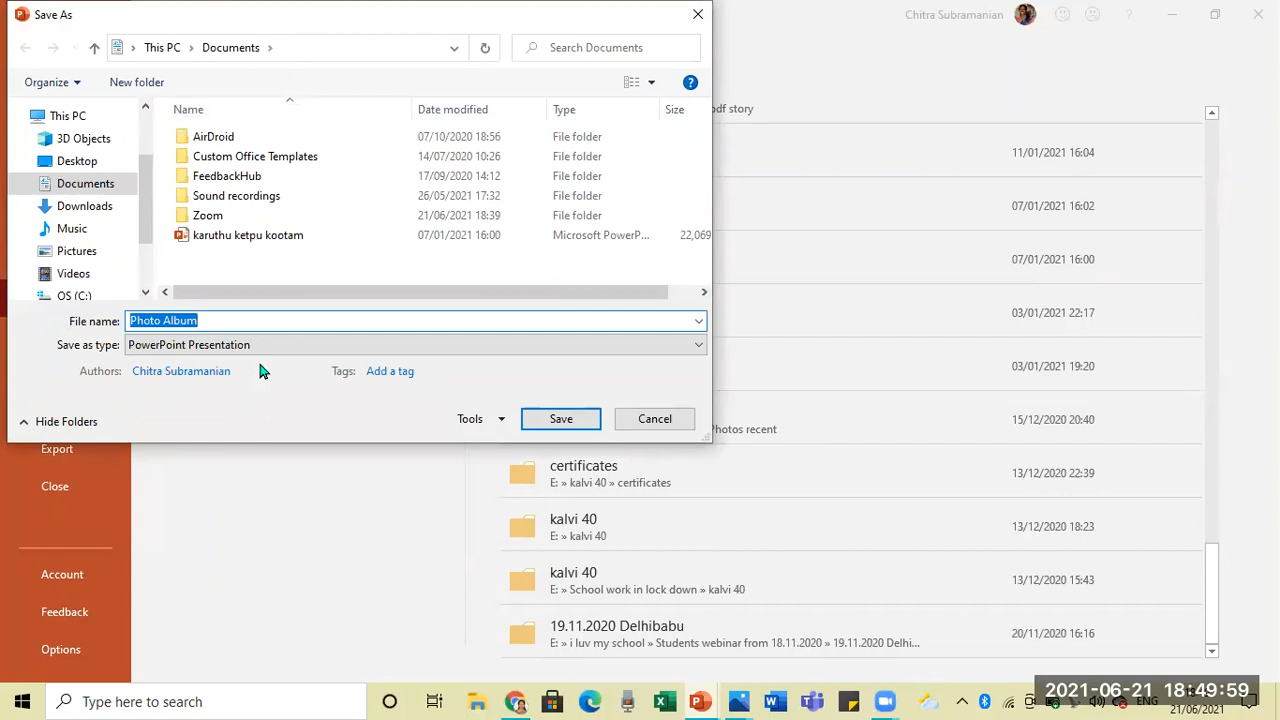 Save As
Chitra Subramanian
This PC
Documents
Search Documents
Organize
New folder
This PC
3D Objects
Desktop
Documents
Downloads
Music
Pictures
Videos
OS (C:)
Name
Date modified
Type
Size
AirDroid
07/10/2020 18:56
File folder
Custom Office Templates
14/07/2020 10:26
File folder
FeedbackHub
17/09/2020 14:12
File folder
Sound recordings
26/05/2021 17:32
File folder
Zoom
21/06/2021 18:39
File folder
karuthu ketpu kootam
07/01/2021 16:00
Microsoft PowerP...
22,069
File name:
Photo Album
Save as type:
PowerPoint Presentation
Authors:
Chitra Subramanian
Tags:
Add a tag
Hide Folders
Tools
Save
Cancel
pdf story
11/01/2021 16:04
07/01/2021 16:02
07/01/2021 16:00
03/01/2021 22:17
03/01/2021 19:20
15/12/2020 20:40
Photos recent
certificates
E: » kalvi 40 » certificates
13/12/2020 22:39
kalvi 40
E: » kalvi 40
13/12/2020 18:23
kalvi 40
E: » School work in lock down » kalvi 40
13/12/2020 15:43
19.11.2020 Delhibabu
E: » i luv my school » Students webinar from 18.11.2020 » 19.11.2020 Delhi...
20/11/2020 16:16
Export
Close
Account
Feedback
Options
Type here to search
ENG
2021-06-21 18:49:59
21/06/2021